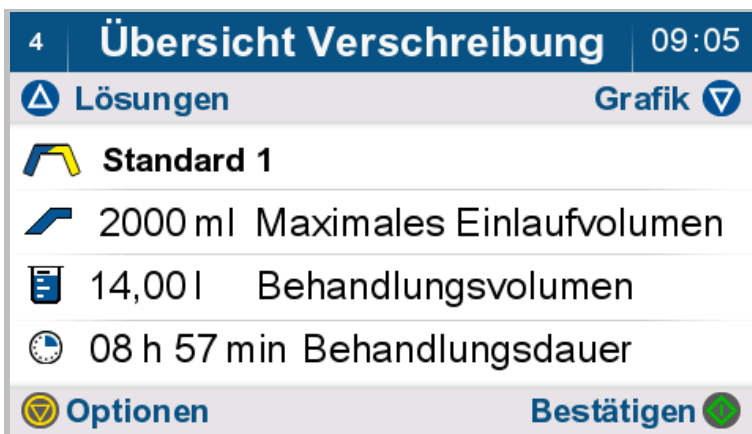 4 Übersicht Verschreibung 09:05
Lösungen Grafik
Standard 1
2000 ml Maximales Einlaufvolumen
14,00 l Behandlungsvolumen
08 h 57 min Behandlungsdauer
Optionen Bestätigen